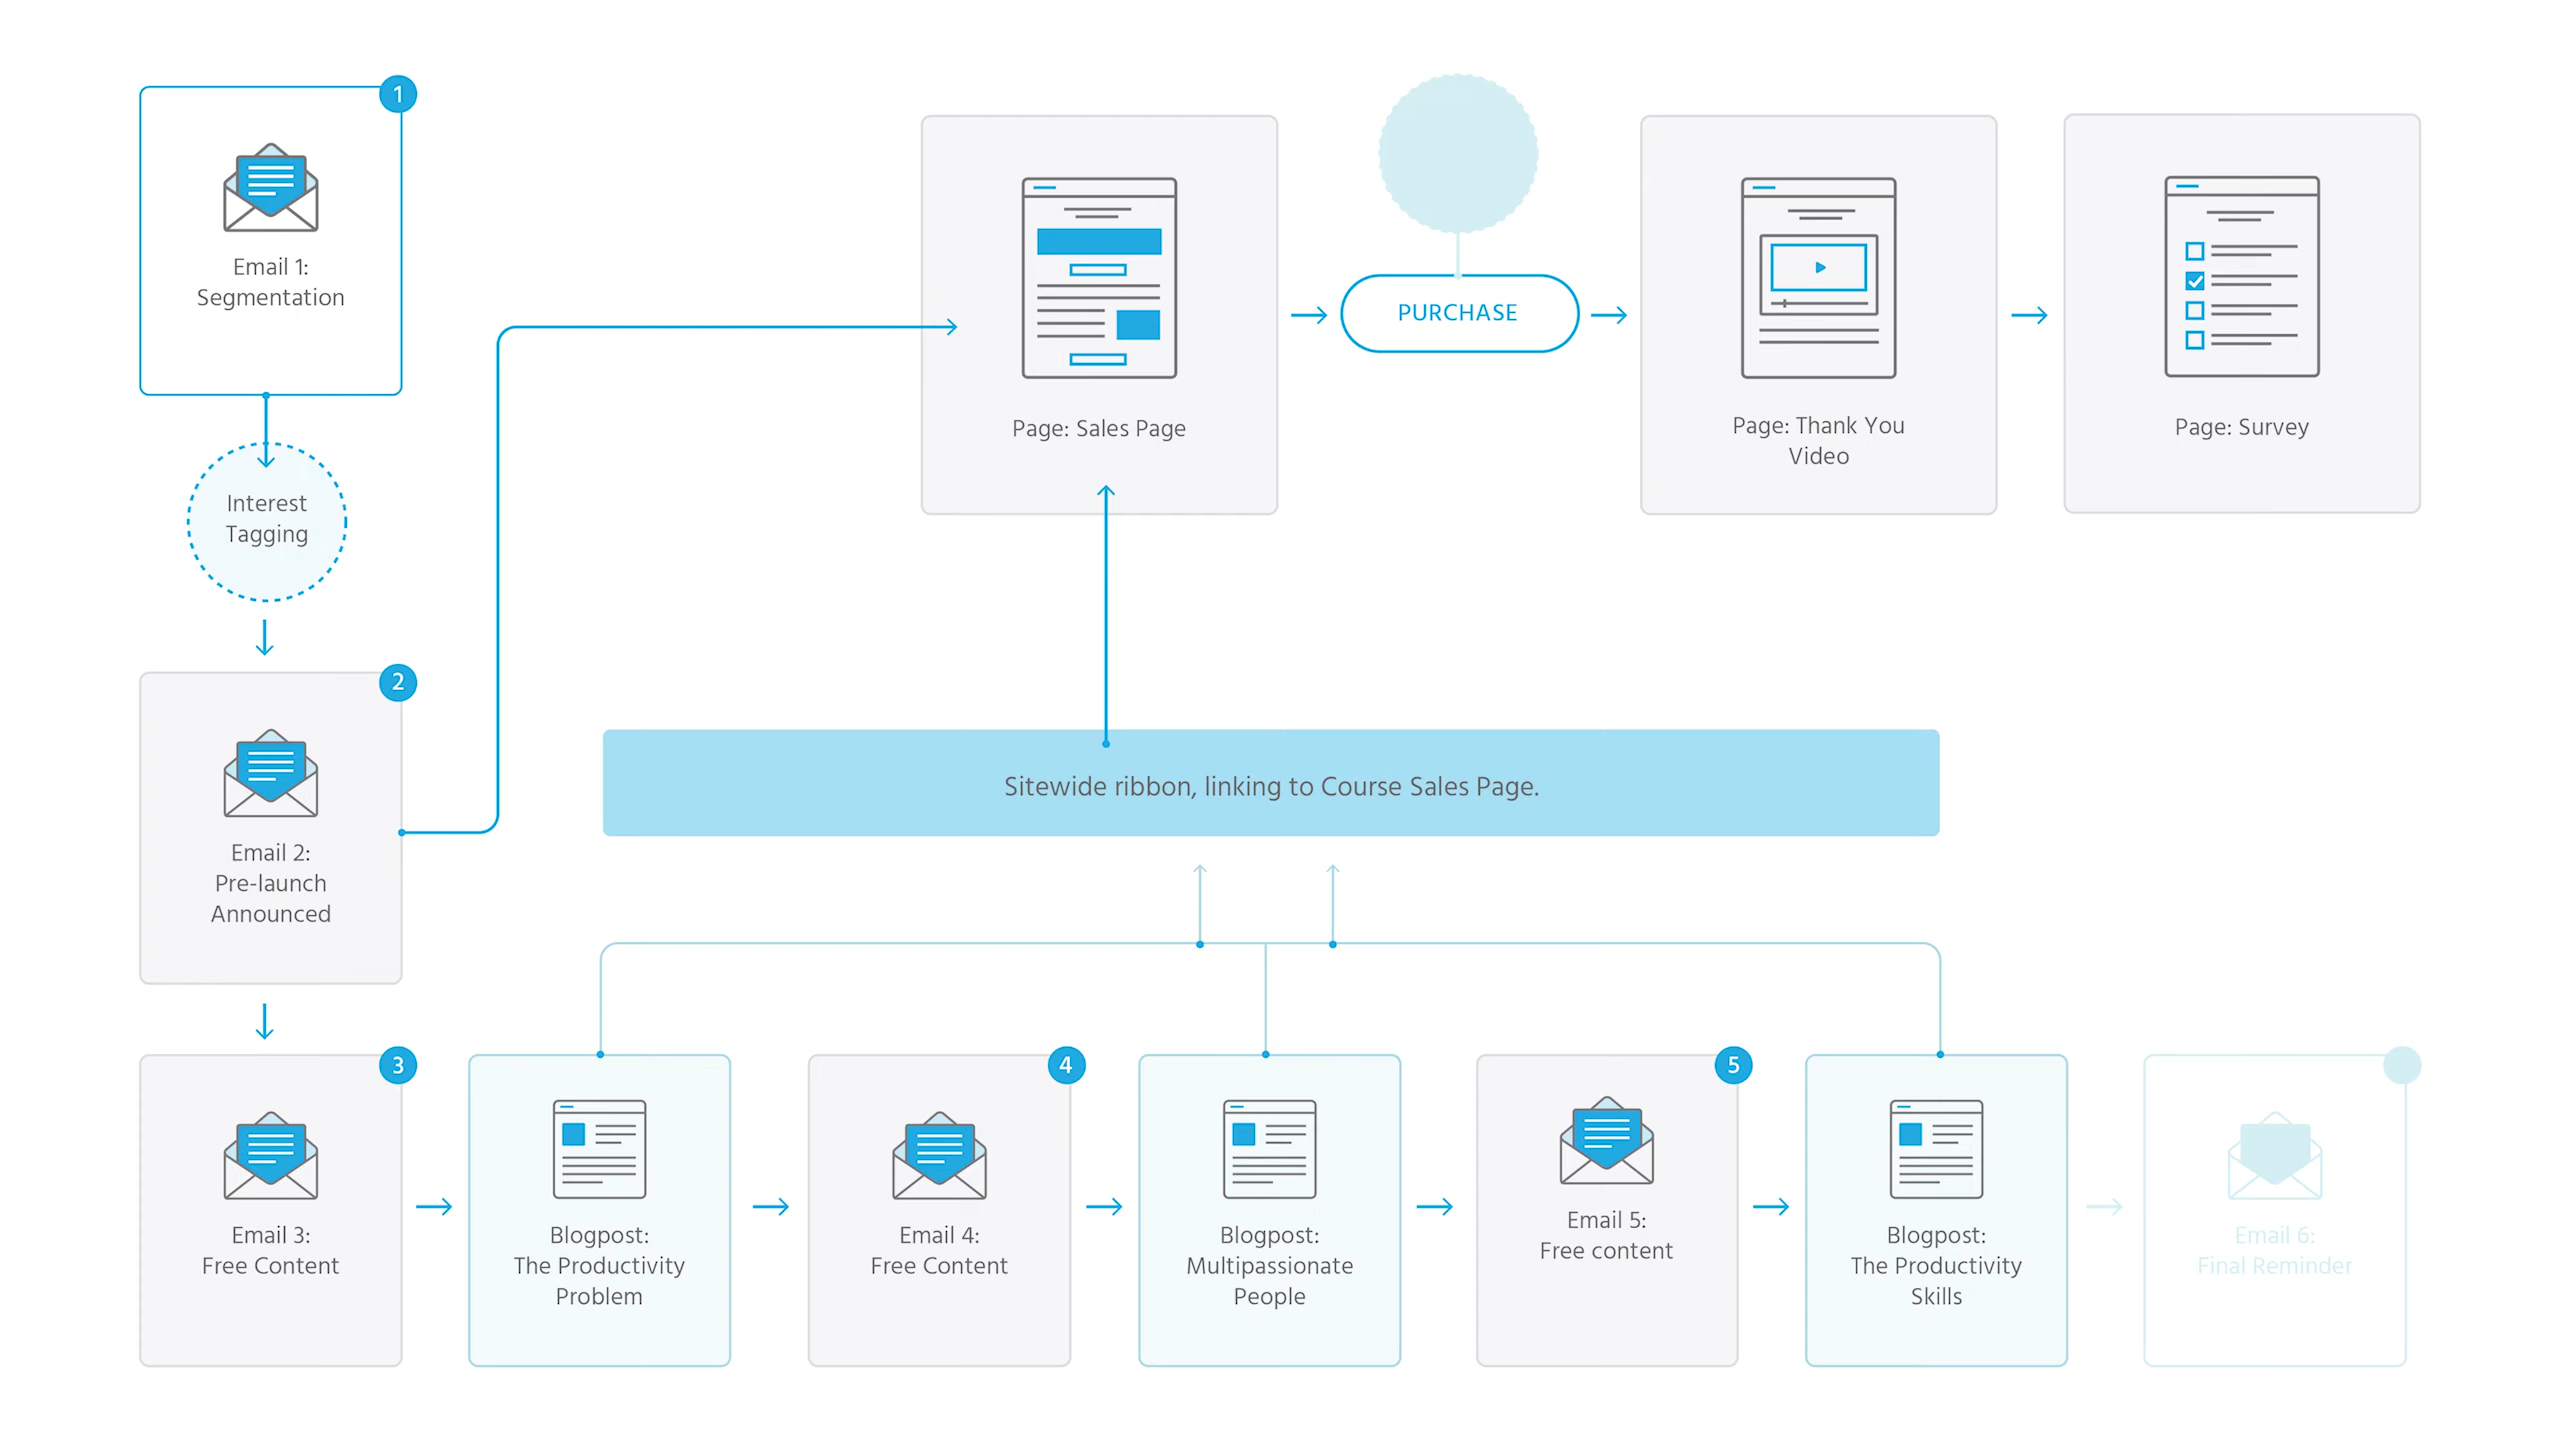 1
Email 1:
Segmentation
Interest
Tagging
2
Email 2:
Pre-launch
Announced
Page: Sales Page
PURCHASE
Page: Thank You
Video
Page: Survey
Sitewide ribbon, linking to Course Sales Page.
3
Email 3:
Free Content
Blogpost:
The Productivity
Problem
4
Email 4:
Free Content
Blogpost:
Multipassionate
People
5
Email 5:
Free content
Blogpost:
The Productivity
Skills
Email 6:
Final Reminder